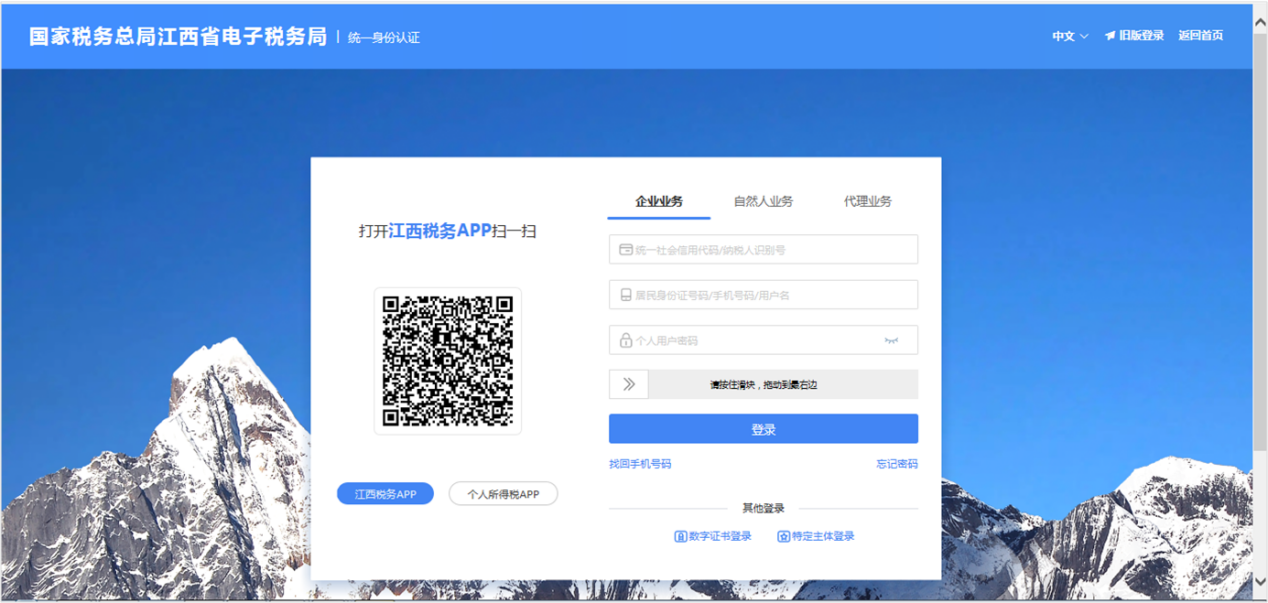 国家税务总局江西省电子税务局 | 统一身份认证
中文 旧版登录 返回首页
打开江西税务APP扫一扫
江西税务APP 个人所得税APP
企业业务 自然人业务 代理业务
统一社会信用代码/纳税人识别号
居民身份证号码/手机号码/用户名
个人用户密码
请按住滑块，拖动到最右边
登录
找回手机号码 忘记密码
其他登录
数字证书登录 特定主体登录